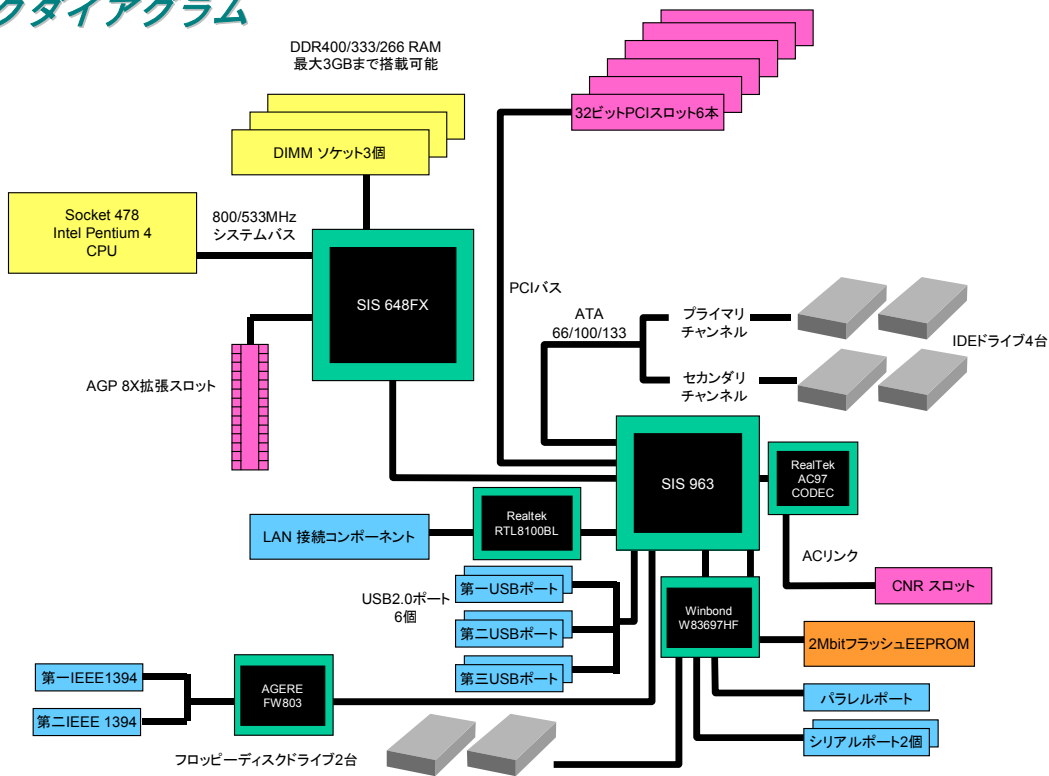 クダイアグラム
DDR400/333/266 RAM
最大3GBまで搭載可能
32ビットPCIスロット6本
DIMM ソケット3個
Socket 478
Intel Pentium 4
CPU
800/533MHz
システムバス
SIS 648FX
PCIバス
ATA
66/100/133
プライマリ
チャンネル
IDEドライブ4台
セカンダリ
チャンネル
AGP 8X拡張スロット
SIS 963
RealTek
AC97
CODEC
Realtek
RTL8100BL
LAN 接続コンポーネント
ACリンク
CNR スロット
USB2.0ポート
6個
第一USBポート
第二USBポート
第三USBポート
Winbond
W83697HF
2MbitフラッシュEEPROM
第一IEEE1394
第二IEEE 1394
AGERE
FW803
パラレルポート
シリアルポート2個
フロッピーディスクドライブ2台